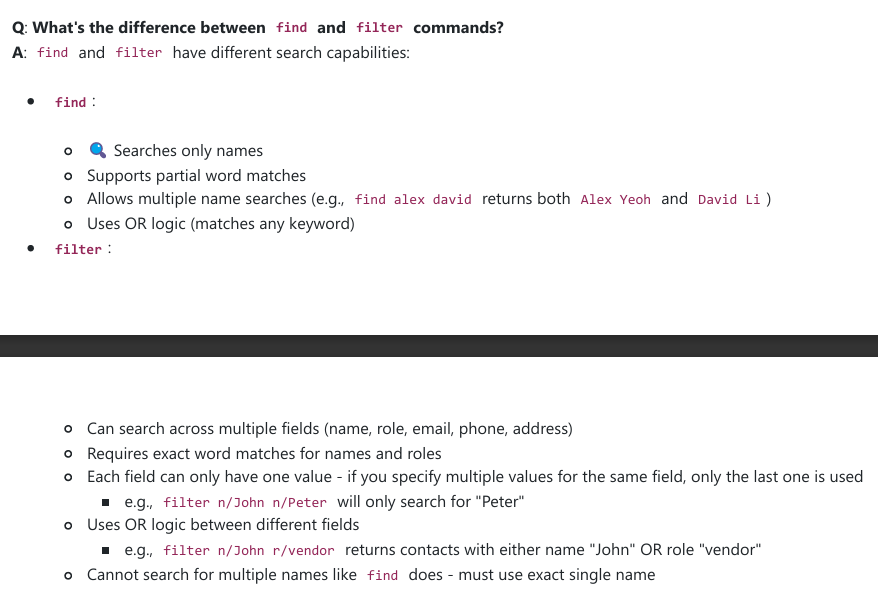 Q: What's the difference between find and filter commands?
A: find and filter have different search capabilities:
• find :
Searches only names
Supports partial word matches
Allows multiple name searches (e.g., find alex david returns both Alex Yeoh and David Li )
Uses OR logic (matches any keyword)
• filter :
Can search across multiple fields (name, role, email, phone, address)
Requires exact word matches for names and roles
Each field can only have one value - if you specify multiple values for the same field, only the last one is used
e.g., filter n/John n/Peter will only search for "Peter"
Uses OR logic between different fields
e.g., filter n/John r/vendor returns contacts with either name "John" OR role "vendor"
Cannot search for multiple names like find does - must use exact single name